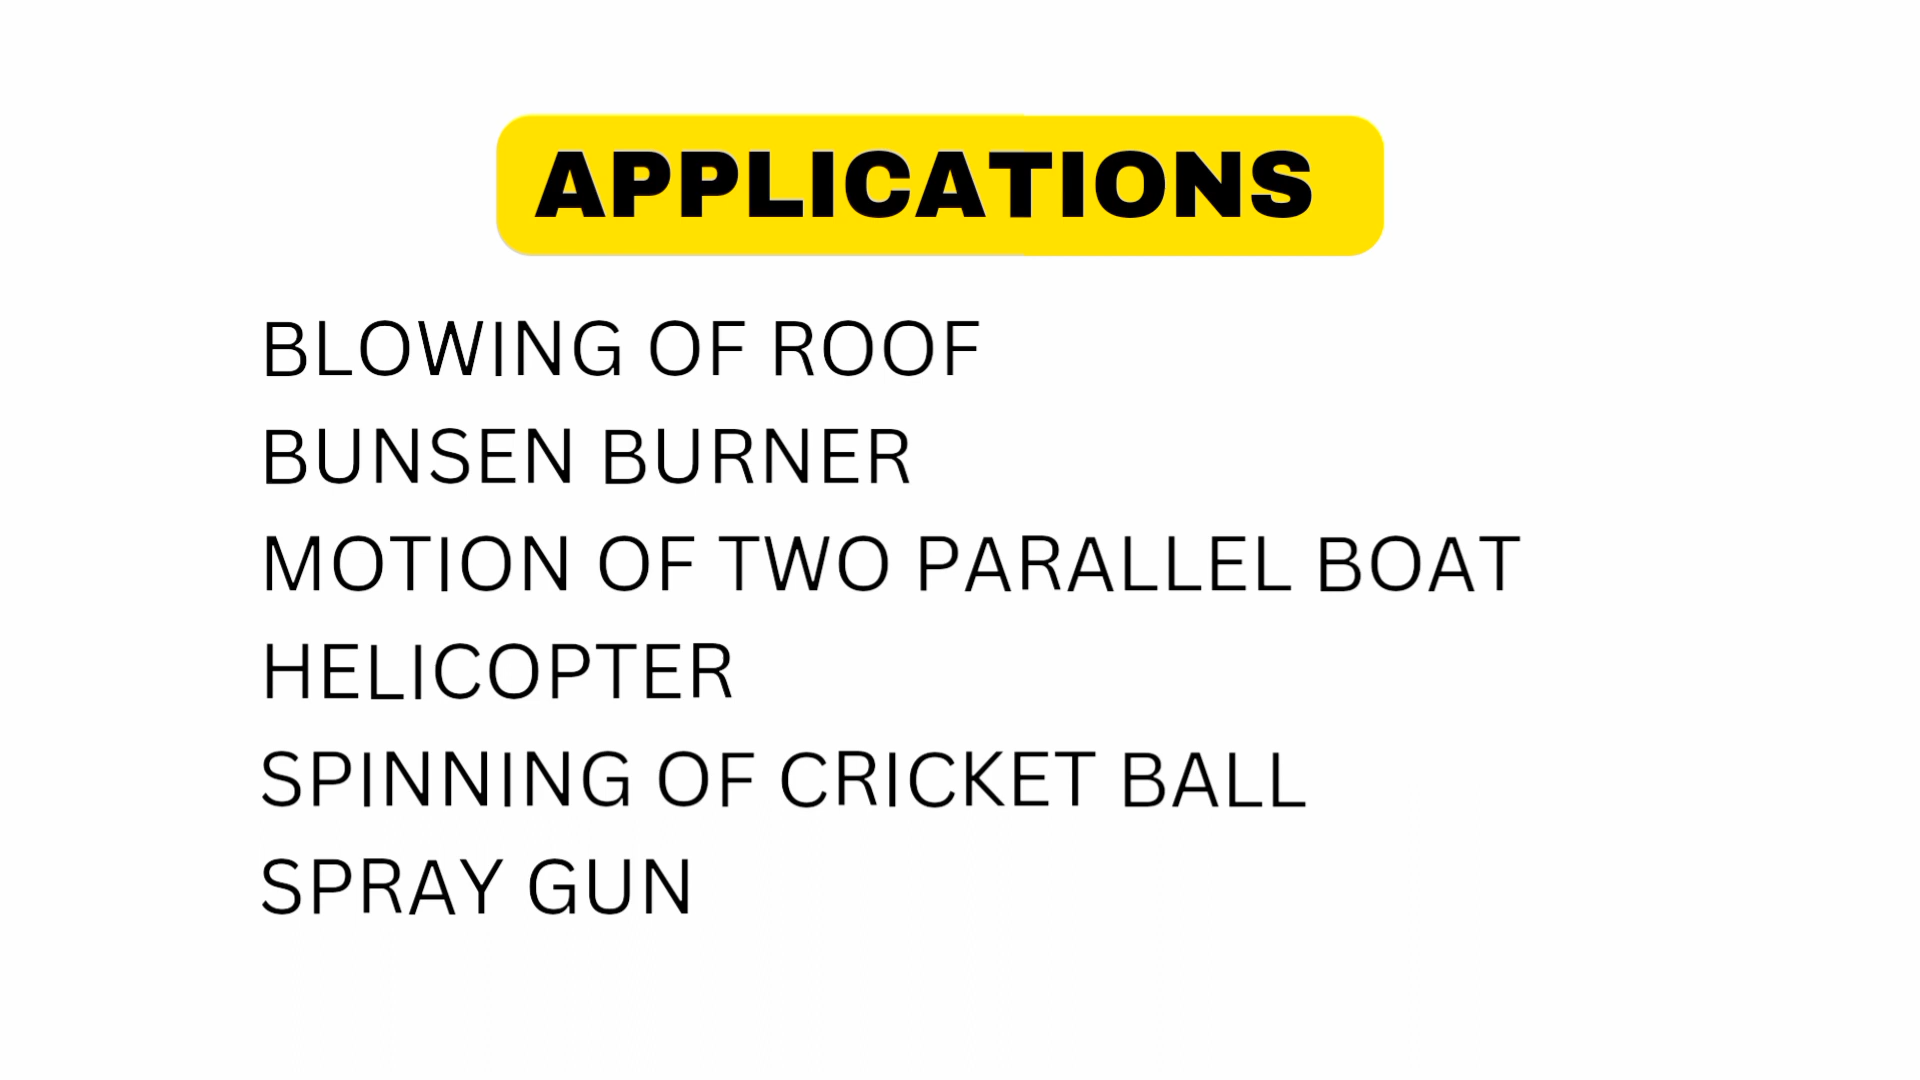 APPLICATIONS
BLOWING OF ROOF
BUNSEN BURNER
MOTION OF TWO PARALLEL BOAT
HELICOPTER
SPINNING OF CRICKET BALL
SPRAY GUN